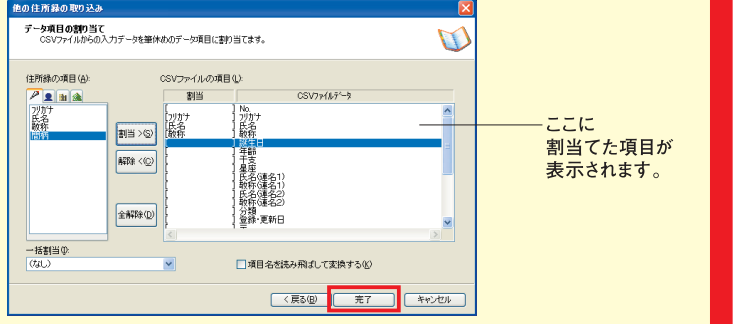 他の住所録の取り込み
データ項目の割り当て
CSVファイルからの入力データを筆休めのデータ項目に割り当てます。
住所録の項目(A):
CSVファイルの項目(L):
割当
CSVファイルデータ
フリガナ
氏名
敬称
間柄
割当 >(S)
解除 <(C)
全解除(D)
[ ] No.
[フリガナ ] フリガナ
[氏名 ] 氏名
[敬称 ] 敬称
[ ] 誕生日
[ ] 年齢
[ ] 干支
[ ] 星座
[ ] 氏名(連名1)
[ ] 敬称(連名1)
[ ] 氏名(連名2)
[ ] 敬称(連名2)
[ ] 分類
[ ] 登録・更新日
一括割当(I):
(なし)
項目名を読み飛ばして変換する(K)
< 戻る(B)
完了
キャンセル
ここに
割当てた項目が
表示されます。